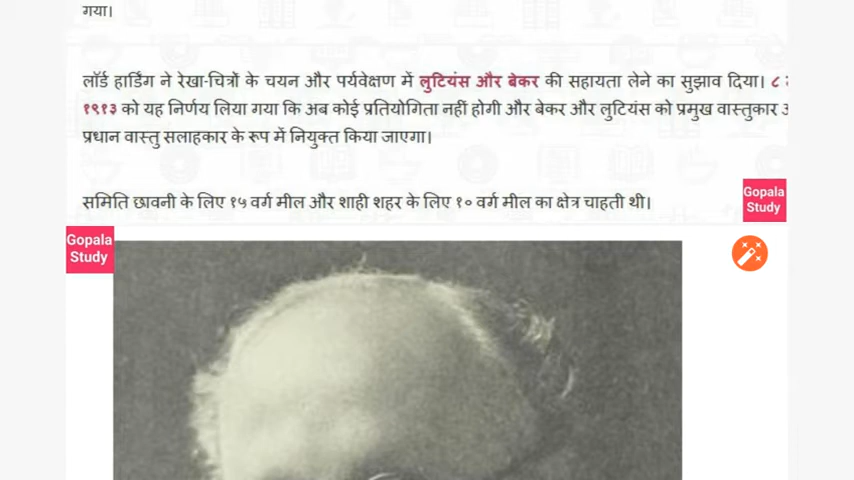 गया।
लॉर्ड हार्डिंग ने रेखा-चित्रों के चयन और पर्यवेक्षण में लुटियंस और बेकर की सहायता लेने का सुझाव दिया। ८
१९१३ को यह निर्णय लिया गया कि अब कोई प्रतियोगिता नहीं होगी और बेकर और लुटियंस को प्रमुख वास्तुकार
प्रधान वास्तु सलाहकार के रूप में नियुक्त किया जाएगा।
समिति छावनी के लिए १५ वर्ग मील और शाही शहर के लिए १० वर्ग मील का क्षेत्र चाहती थी।
Gopala
Study
Gopala
Study